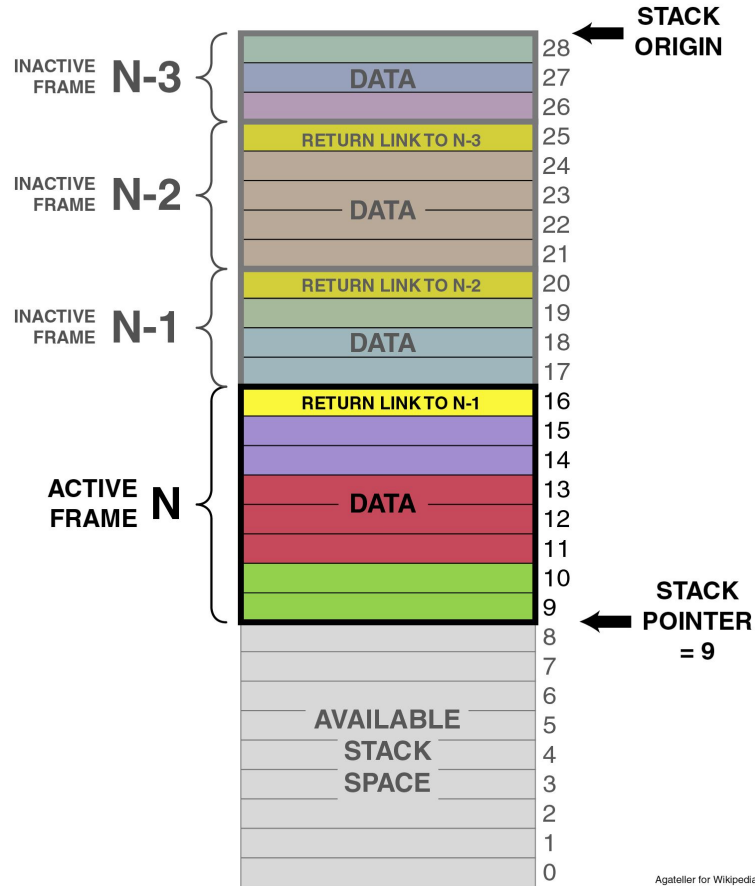 STACK
ORIGIN
28
INACTIVE
FRAME N-3
DATA
27
26
RETURN LINK TO N-3
25
24
INACTIVE
FRAME N-2
23
DATA
22
21
RETURN LINK TO N-2
20
19
INACTIVE
FRAME N-1
DATA
18
17
RETURN LINK TO N-1
16
15
14
ACTIVE
FRAME N
13
DATA
12
11
10
9
STACK
POINTER
= 9
8
7
6
AVAILABLE
STACK
SPACE
5
4
3
2
1
0
Agateller for Wikipedia